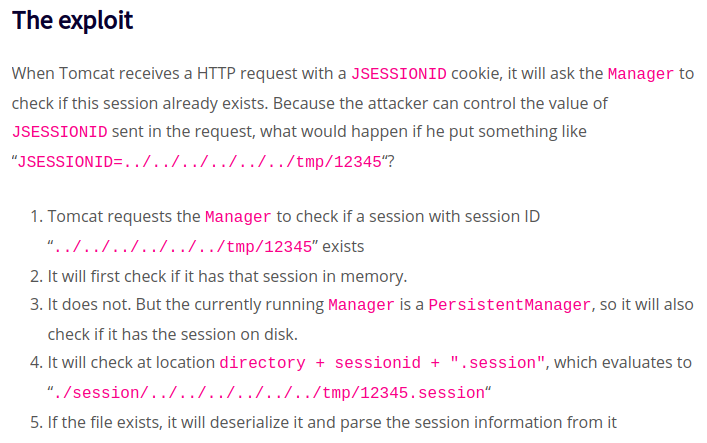 The exploit
When Tomcat receives a HTTP request with a JSESSIONID cookie, it will ask the Manager to
check if this session already exists. Because the attacker can control the value of
JSESSIONID sent in the request, what would happen if he put something like
“JSESSIONID=../../../../../../tmp/12345“?
1. Tomcat requests the Manager to check if a session with session ID
“../../../../../../tmp/12345” exists
2. It will first check if it has that session in memory.
3. It does not. But the currently running Manager is a PersistentManager, so it will also
check if it has the session on disk.
4. It will check at location directory + sessionid + ".session", which evaluates to
“./session/../../../../../../tmp/12345.session“
5. If the file exists, it will deserialize it and parse the session information from it